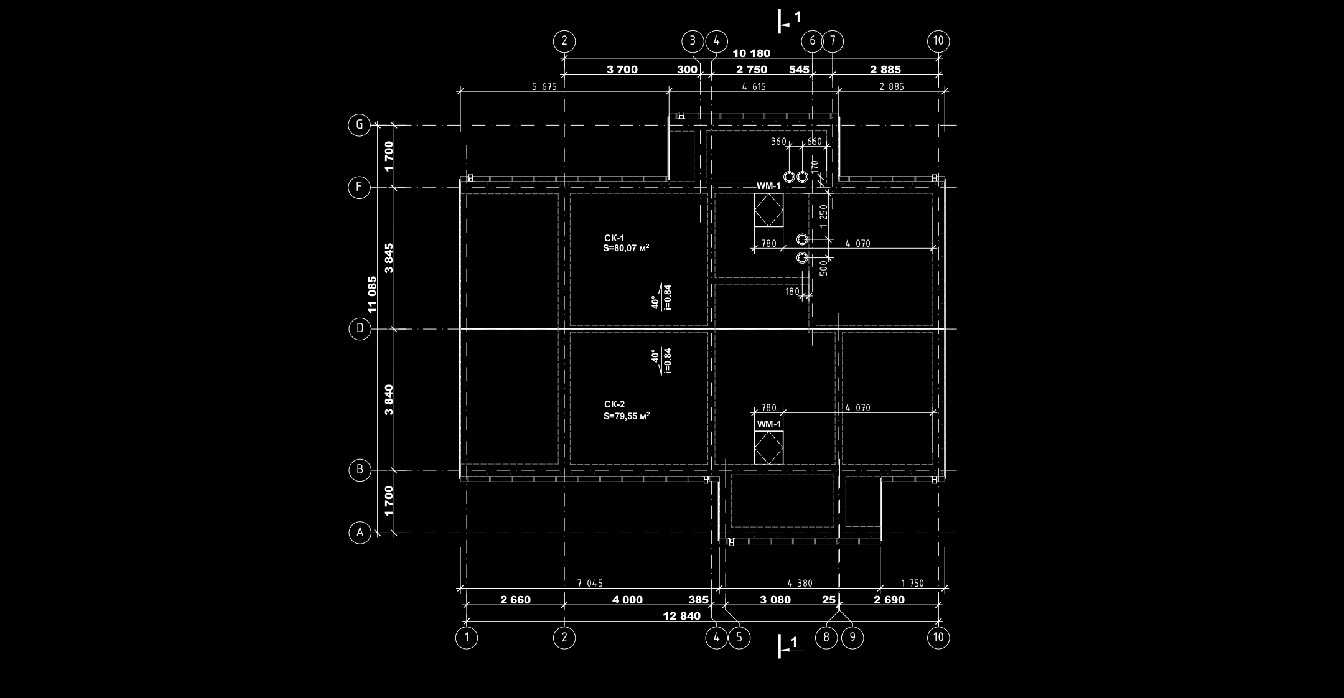 1
2 3 4 6 7 10
10 180
3 700 300 2 750 545 2 885
5 675 4 615 2 885
G
1 700
360 660
170
F
WM-1
1 250
СК-1
S=80,07 м²
780 4 070
3 845
500
11 085
40°
i=0.84
180
D
40°
i=0.84
3 840
СК-2
S=79,55 м²
780 4 070
WM-1
B
1 700
A
7 045 4 380 1 750
2 660 4 000 385 3 080 25 2 690
12 840
1 2 4 5 8 9 10
1